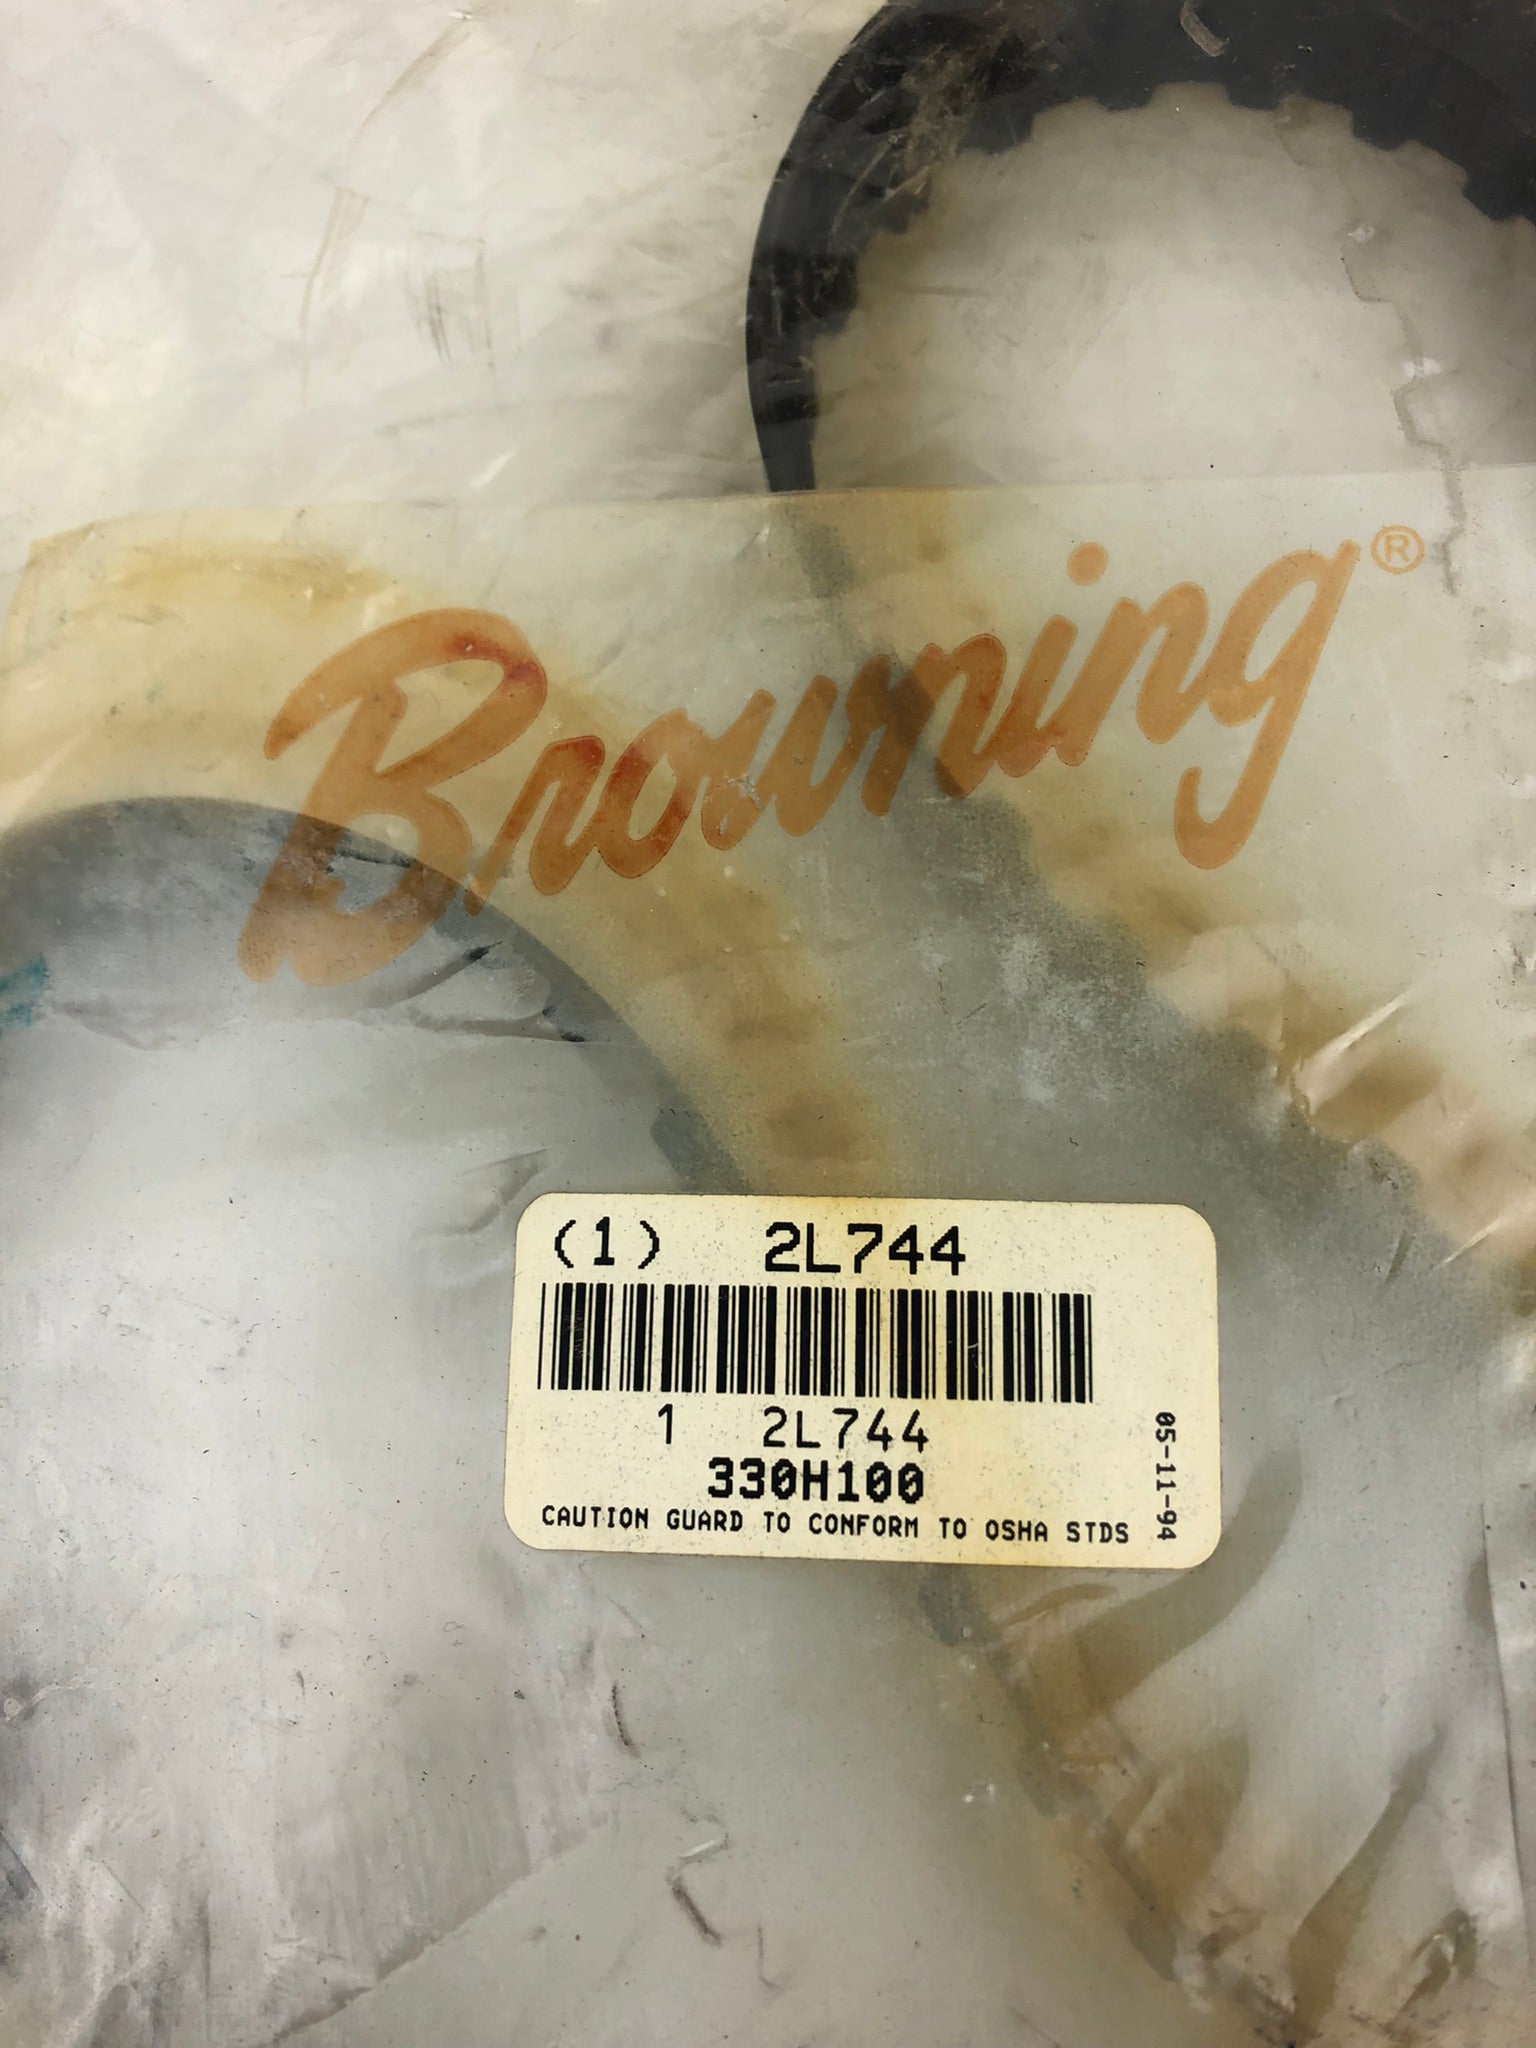 Browning®
(1) 2L744
1 2L744
330H100
CAUTION GUARD TO CONFORM TO OSHA STDS
05-11-94